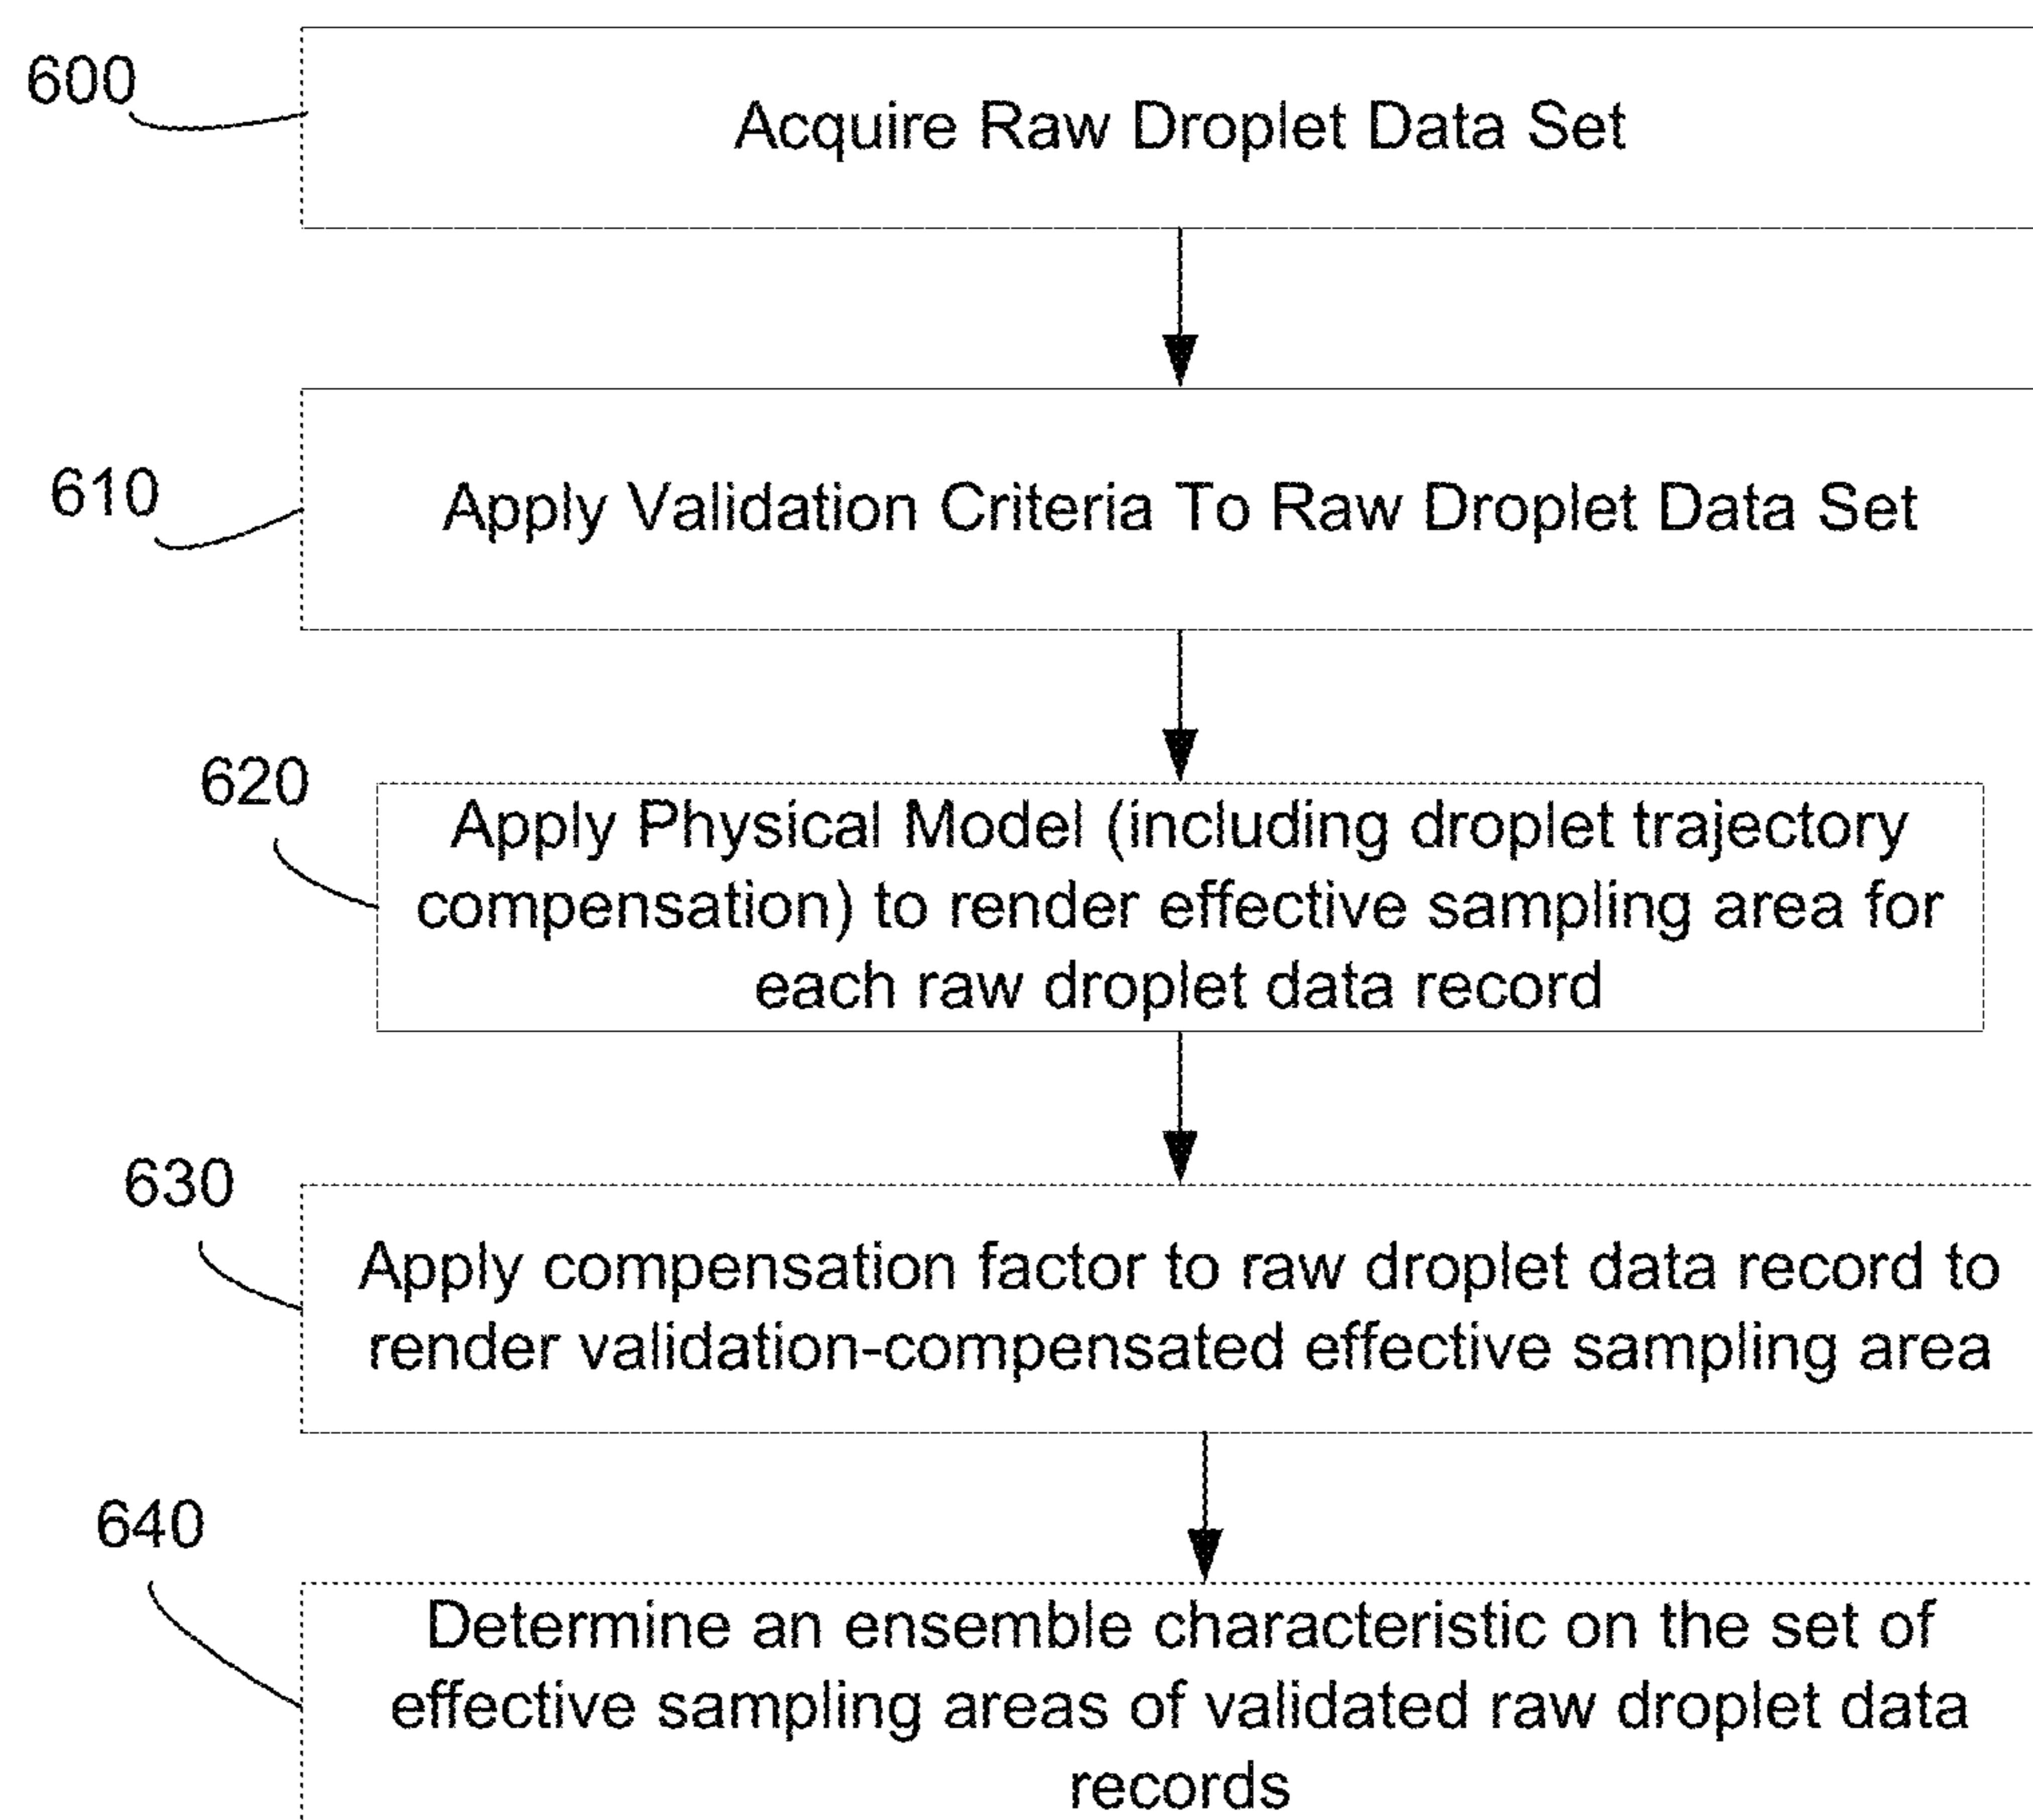 600
Acquire Raw Droplet Data Set
610
Apply Validation Criteria To Raw Droplet Data Set
620
Apply Physical Model (including droplet trajectory
compensation) to render effective sampling area for
each raw droplet data record
630
Apply compensation factor to raw droplet data record to
render validation-compensated effective sampling area
640
Determine an ensemble characteristic on the set of
effective sampling areas of validated raw droplet data
records